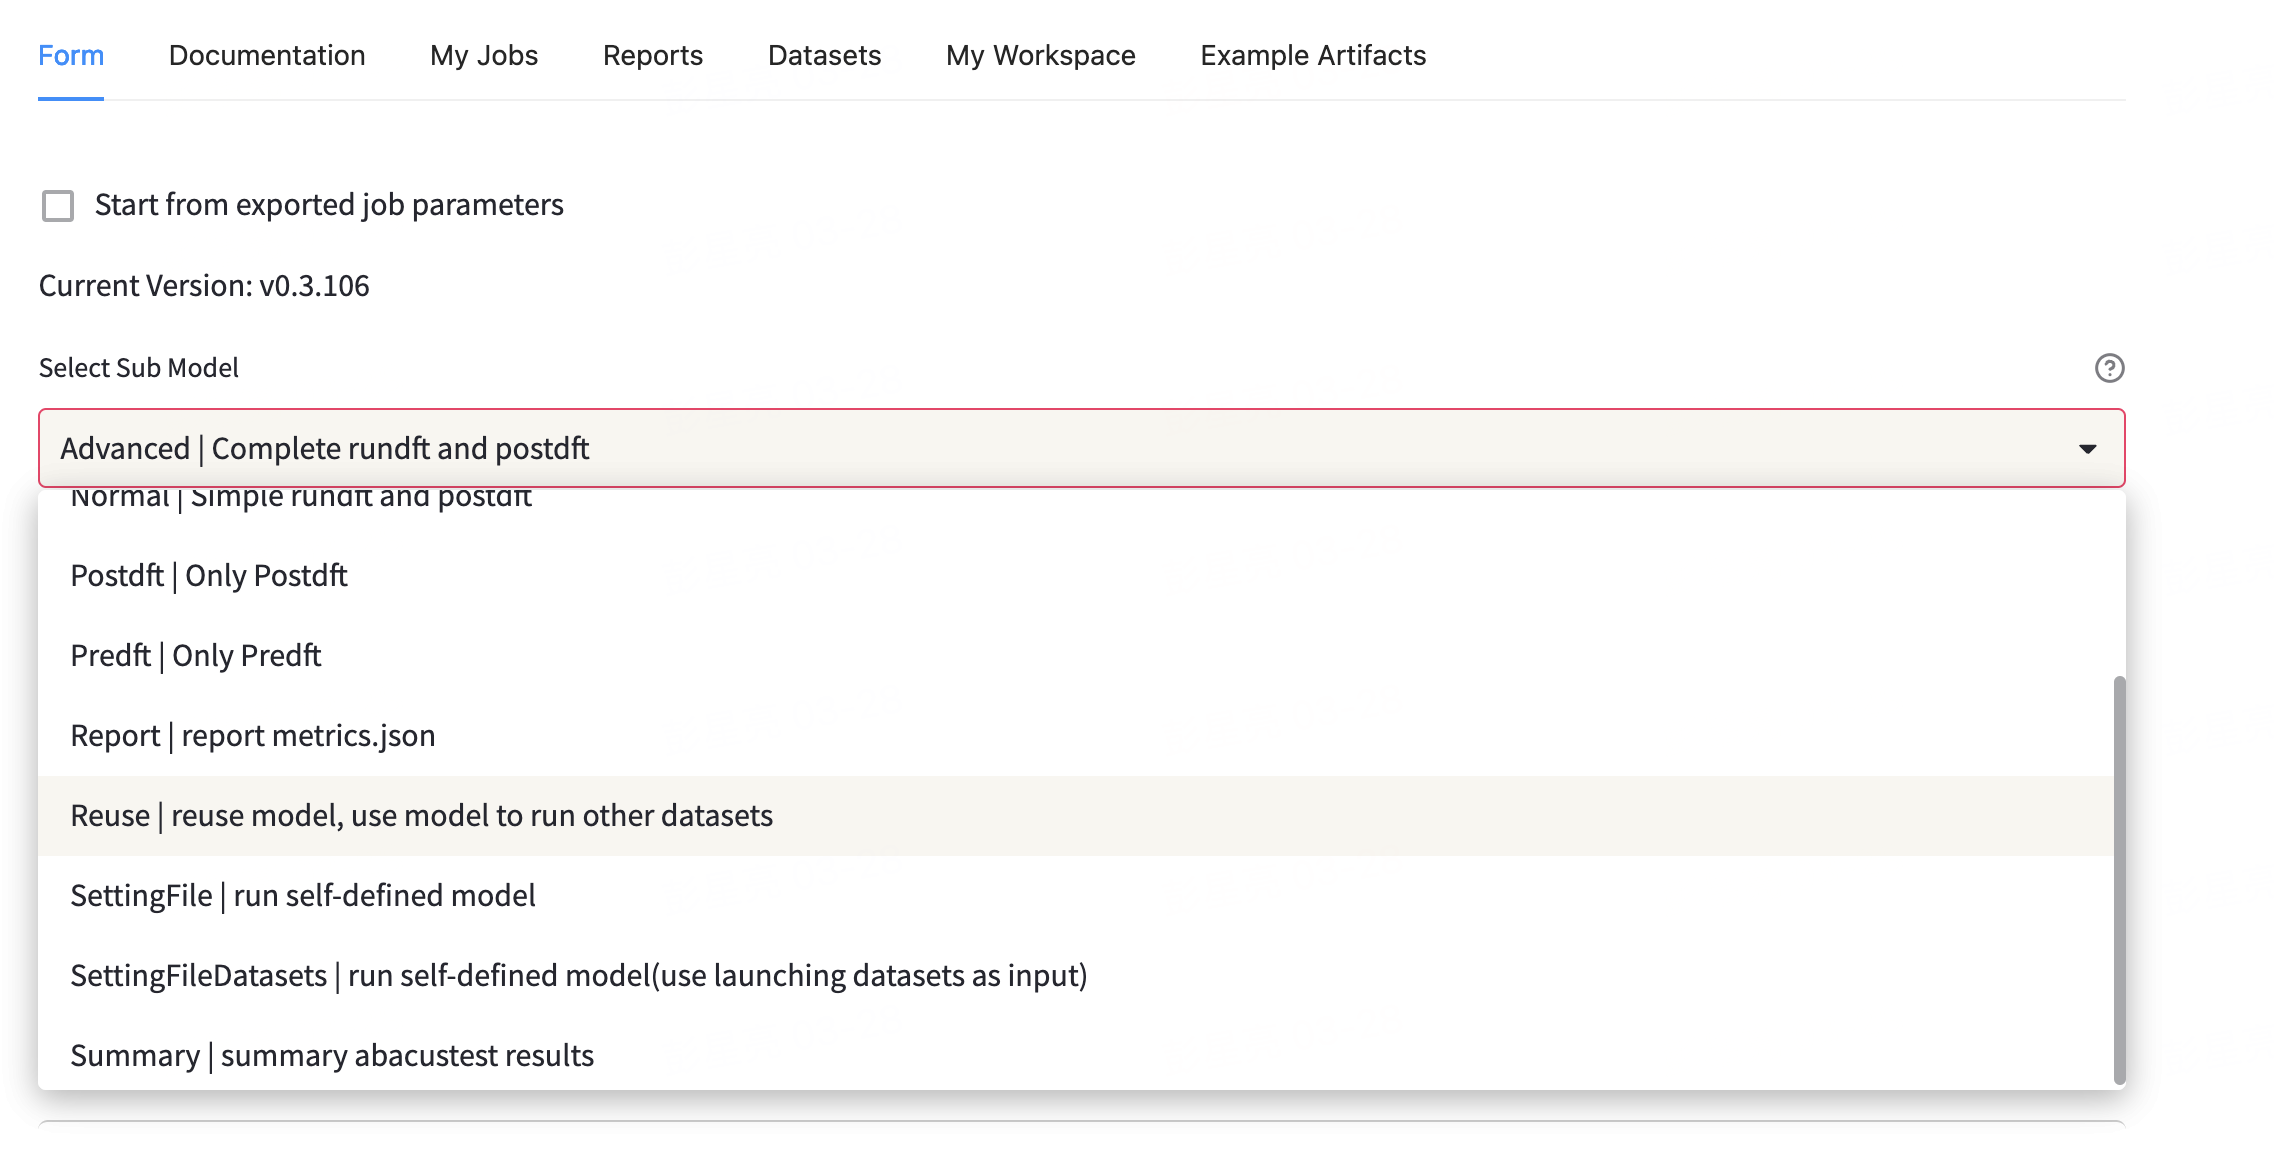 Form Documentation My Jobs Reports Datasets My Workspace Example Artifacts
Start from exported job parameters
Current Version: v0.3.106
Select Sub Model
Advanced | Complete rundft and postdft
Normal | Simple rundft and postdft
Postdft | Only Postdft
Predft | Only Predft
Report | report metrics.json
Reuse | reuse model, use model to run other datasets
SettingFile | run self-defined model
SettingFileDatasets | run self-defined model(use launching datasets as input)
Summary | summary abacustest results